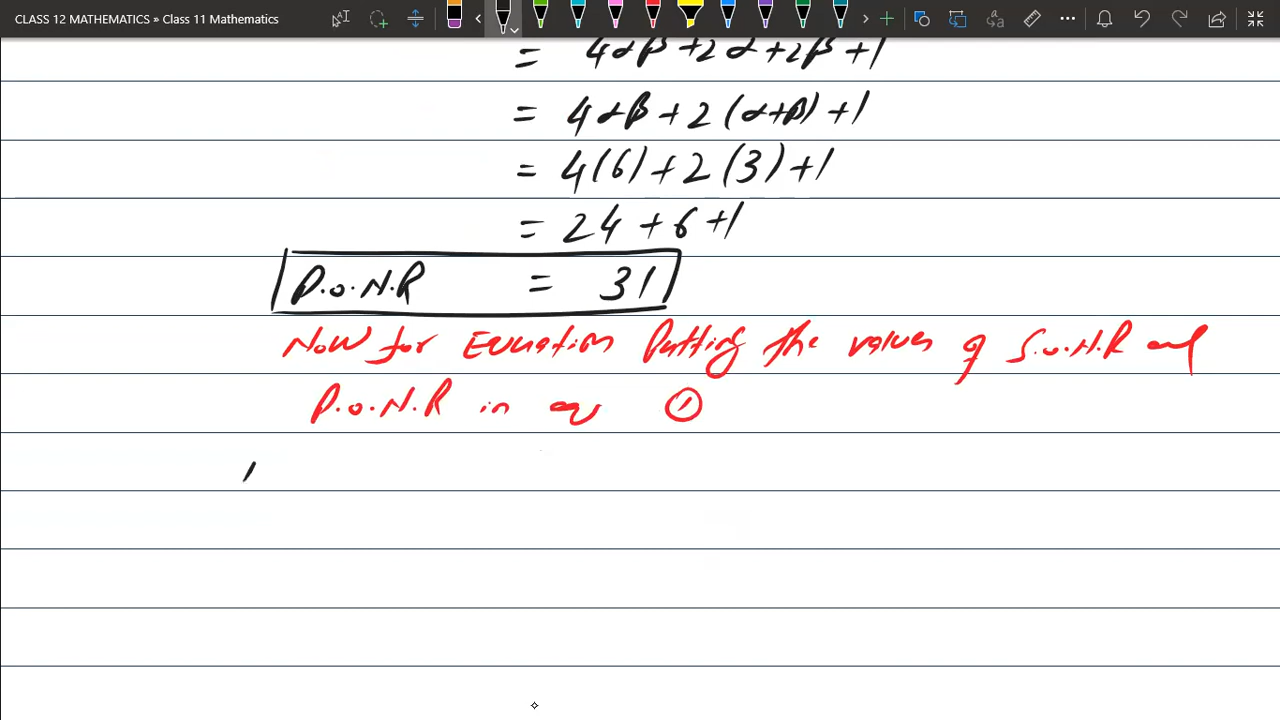 CLASS 12 MATHEMATICS » Class 11 Mathematics
= 4αβ+2α+2β+1
= 4αβ+2(α+β)+1
= 4(6)+2(3)+1
= 24+6+1
P.o.N.R = 31
Now for Equation Putting the values of S.o.N.R and
P.o.N.R in eq ①